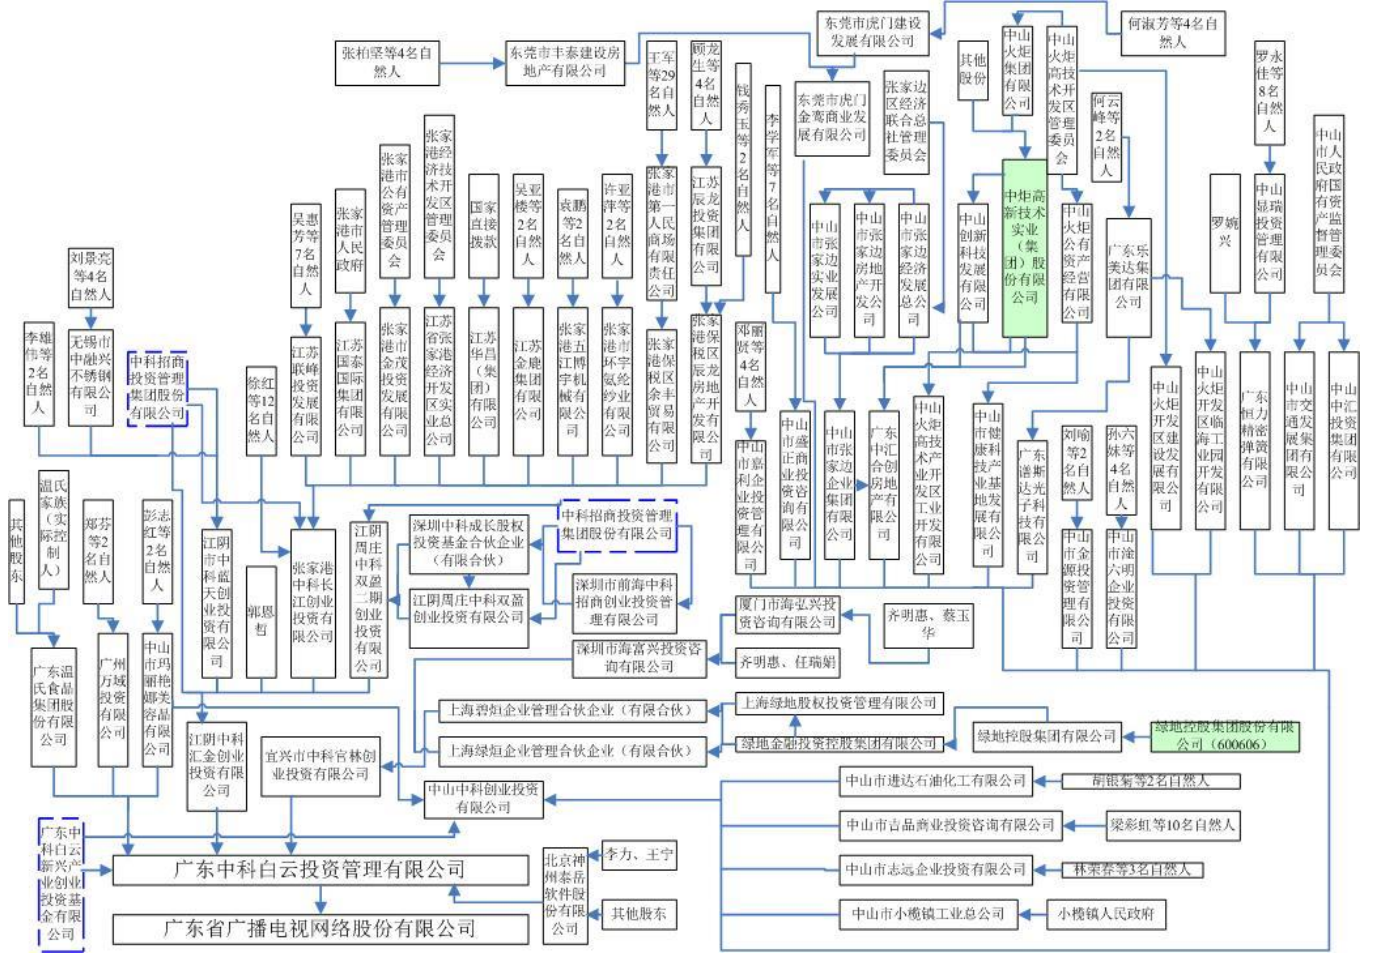 东莞市虎门建设
发展有限公司
何淑芳等4名自
然人
张柏坚等4名自
然人
东莞市丰泰建设房
地产有限公司
王军等29名自然人
顾龙生等4名自然人
钱秀玉等2名自然人
李学军等7名自然人
东莞市虎门
金鸾商业发
展有限公司
张家边
区经济
联合总
社管理
委员会
其他
股份
中山火炬集团有限公司
中山火炬高技术开发区管理委员会
何云峰等2名自然人
罗永佳等8名自然人
中山市人民政府国有资产监督管理委员会
刘景亮
等4名
自然人
吴惠芳等7名自然人
张家港市人民政府
张家港市公有资产管理委员会
张家港经济技术开发区管理委员会
国家直接拨款
吴亚楼等2名自然人
袁鹏等2名自然人
许亚萍等2名自然人
张家港市第一人民商场有限责任公司
江苏辰龙投资集团有限公司
中山市张家边实业发展公司
中山市张家边房地产开发公司
中山市张家边经济发展总公司
中山创新科技发展有限公司
中炬高
新技术
实业
（集
团）股
份有限
公司
中山火炬公有资产经营有限公司
广东乐美达集团有限公司
罗婉兴
中山市瑞显投资管理有限公司
李雄伟等2名自然人
无锡市
中融兴
不锈钢
有限公
司
中科招商
投资管理
集团股份
有限公司
徐红等12名自然人
江苏联峰投资发展有限公司
江苏国泰国际集团有限公司
张家港市金茂投资发展有限公司
江苏省张家港经济开发区实业总公司
江苏华昌（集团）有限公司
江苏金鹿集团有限公司
张家港五江博宇机械有限公司
张家港市环宇氨纶纱业有限公司
张家港保税区余丰贸易有限公司
张家港保税区辰龙房地产开发有限公司
邓丽贤等4名自然人
中山市嘉利企业投资管理有限公司
中山市盛正商业投资咨询有限公司
中山市张家边企业集团有限公司
广东中汇合创房地产有限公司
中山火炬高技术产业开发区工业开发有限公司
中山市健康科技产业基地发展有限公司
广东谱斯达光子科技有限公司
刘喻等2名自然人
孙六妹等4名自然人
中山火炬开发区建设发展有限公司
中山火炬开发区临海工业园开发有限公司
广东恒力精密弹簧有限公司
中山市交通发展集团有限公司
中山中汇投资集团有限公司
其他股东
温氏家族（实际控制人）
郑芬等2名自然人
彭志红等2名自然人
江阴市中科蓝天创业投资有限公司
郭恩哲
张家港中科长江创业投资有限公司
江阴周庄中科双盈二期创业投资有限公司
深圳中科成长股权
投资基金合伙企业
（有限合伙）
江阴周庄中科双盈
创业投资有限公司
中科招商投资管理
集团股份有限公司
深圳市前海中科
招商创业投资管
理有限公司
中山市金源投资管理有限公司
中山市淦六明企业投资有限公司
厦门市海弘兴投
资咨询有限公司
齐明惠、蔡玉
华
深圳市海富兴投资咨
询有限公司
齐明惠、任瑞娟
广东温
氏食品
集团股
份有限
公司
广州万域投资有限公司
中山市玛丽艳娜美容品有限公司
江阴中科
汇金创业
投资有限
公司
宜兴市中科官林创
业投资有限公司
上海碧烜企业管理合伙企业（有限合伙）
上海绿烜企业管理合伙企业（有限合伙）
上海绿地股权投资管理有限公司
绿地金融投资控股集团有限公司
绿地控股集团有限公司
绿地控股集团股份有限
公司（600606）
中山中科创业投资
有限公司
中山市进达石油化工有限公司
胡银菊等2名自然人
中山市吉品商业投资咨询有限公司
梁彩虹等10名自然人
中山市志远企业投资有限公司
林荣春等3名自然人
中山市小榄镇工业总公司
小榄镇人民政府
广东中
科白云
新兴产
业创业
投资基
金有限
公司
广东中科白云投资管理有限公司
广东省广播电视网络股份有限公司
北京神
州泰岳
软件股
份有限
公司
李力、王宁
其他股东